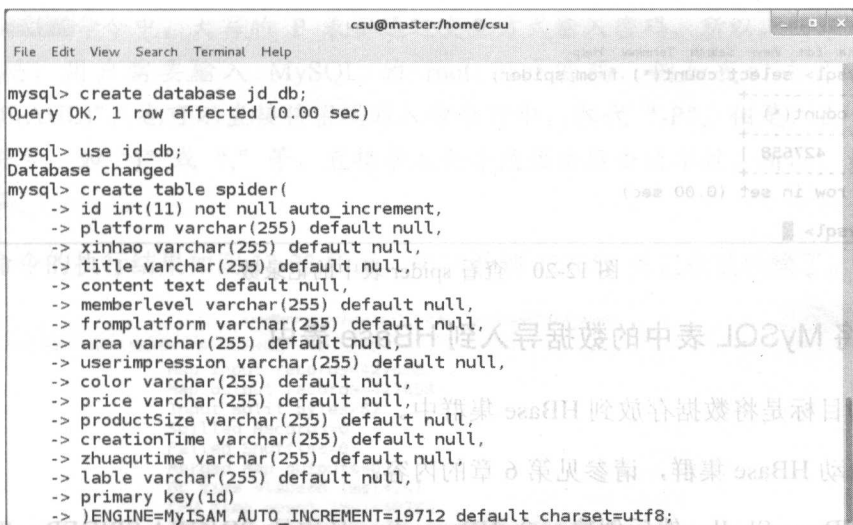 csu@master:/home/csu
File Edit View Search Terminal Help
mysql> create database jd_db;
Query OK, 1 row affected (0.00 sec)
mysql> use jd_db;
Database changed
mysql> create table spider(
-> id int(11) not null auto_increment,
-> platform varchar(255) default null,
-> xinhao varchar(255) default null,
-> title varchar(255) default null,
-> content text default null,
-> memberlevel varchar(255) default null,
-> fromplatform varchar(255) default null,
-> area varchar(255) default null,
-> userimpression varchar(255) default null,
-> color varchar(255) default null,
-> price varchar(255) default null,
-> productSize varchar(255) default null,
-> creationTime varchar(255) default null,
-> zhuaqutime varchar(255) default null,
-> lable varchar(255) default null,
-> primary key(id)
-> )ENGINE=MyISAM AUTO_INCREMENT=19712 default charset=utf8;